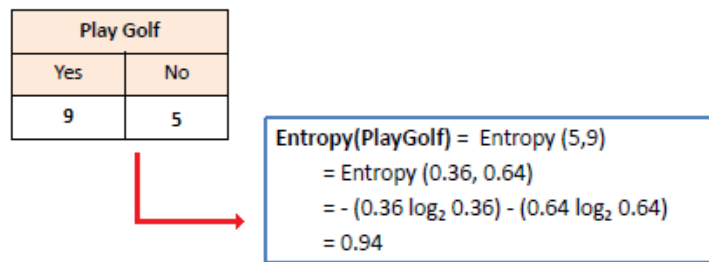 Play Golf
Yes No
9 5
Entropy(PlayGolf) = Entropy (5,9)
= Entropy (0.36, 0.64)
= - (0.36 log₂ 0.36) - (0.64 log₂ 0.64)
= 0.94